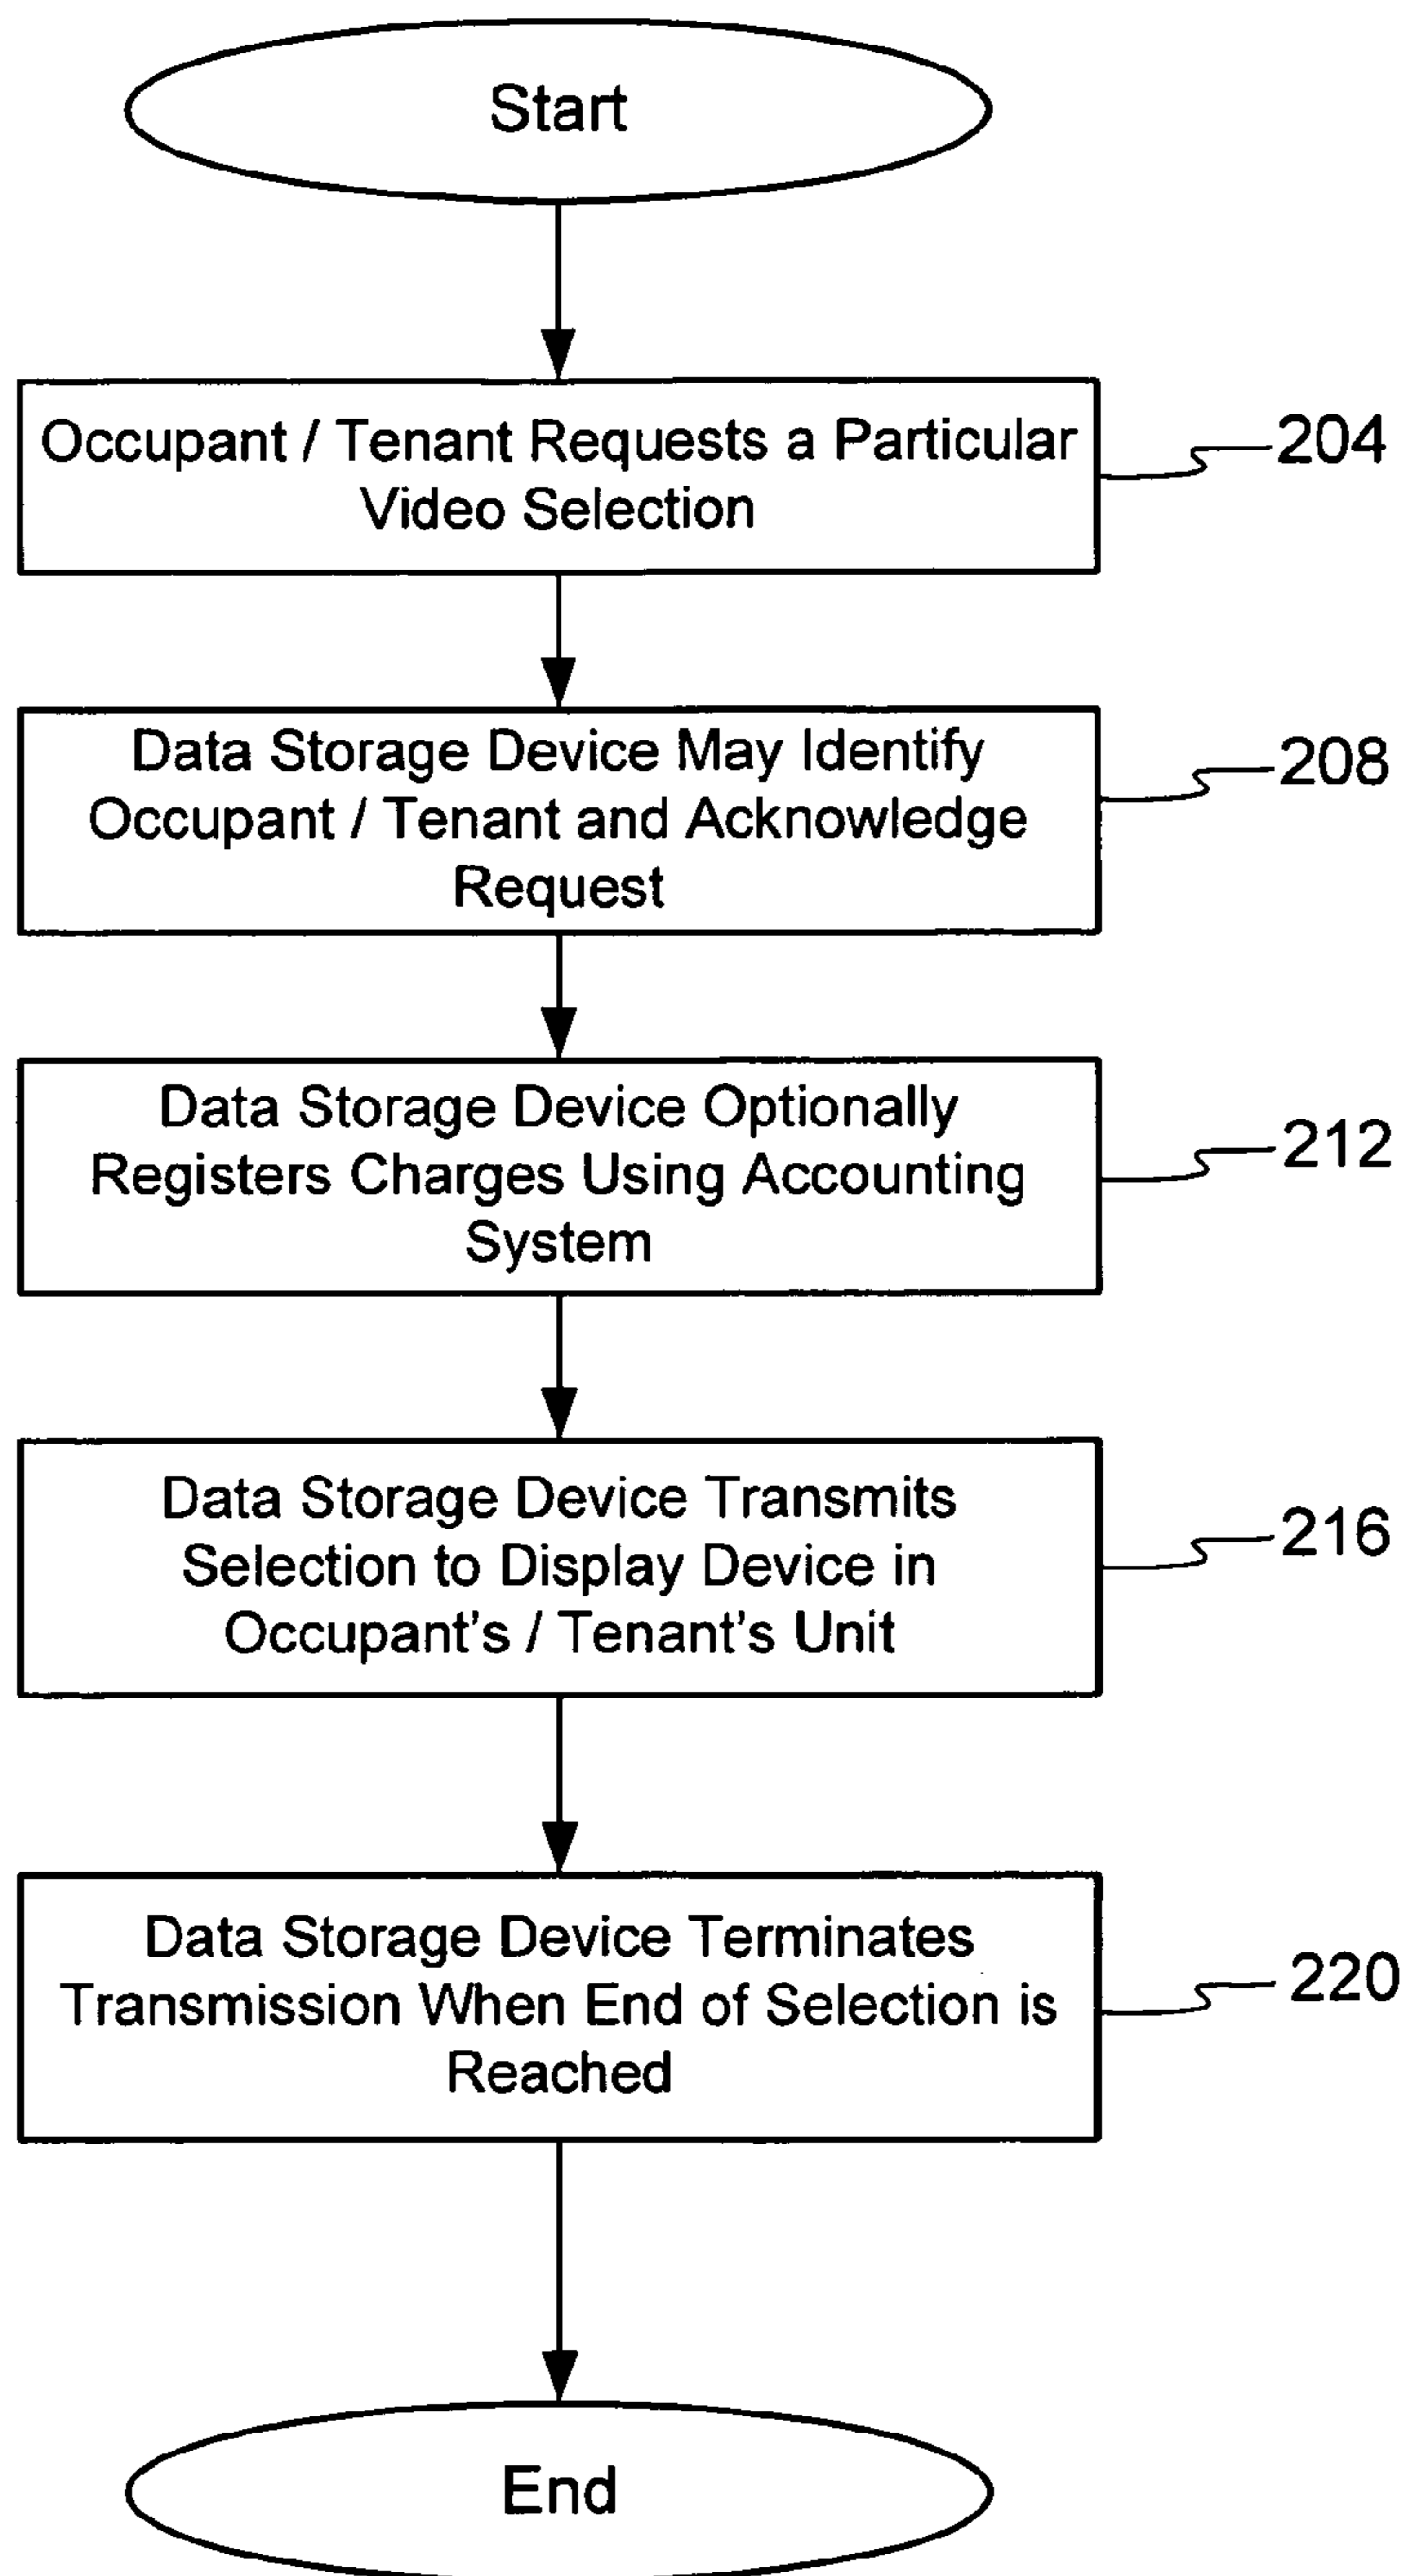 Start
Occupant / Tenant Requests a Particular
Video Selection
204
Data Storage Device May Identify
Occupant / Tenant and Acknowledge
Request
208
Data Storage Device Optionally
Registers Charges Using Accounting
System
212
Data Storage Device Transmits
Selection to Display Device in
Occupant's / Tenant's Unit
216
Data Storage Device Terminates
Transmission When End of Selection is
Reached
220
End